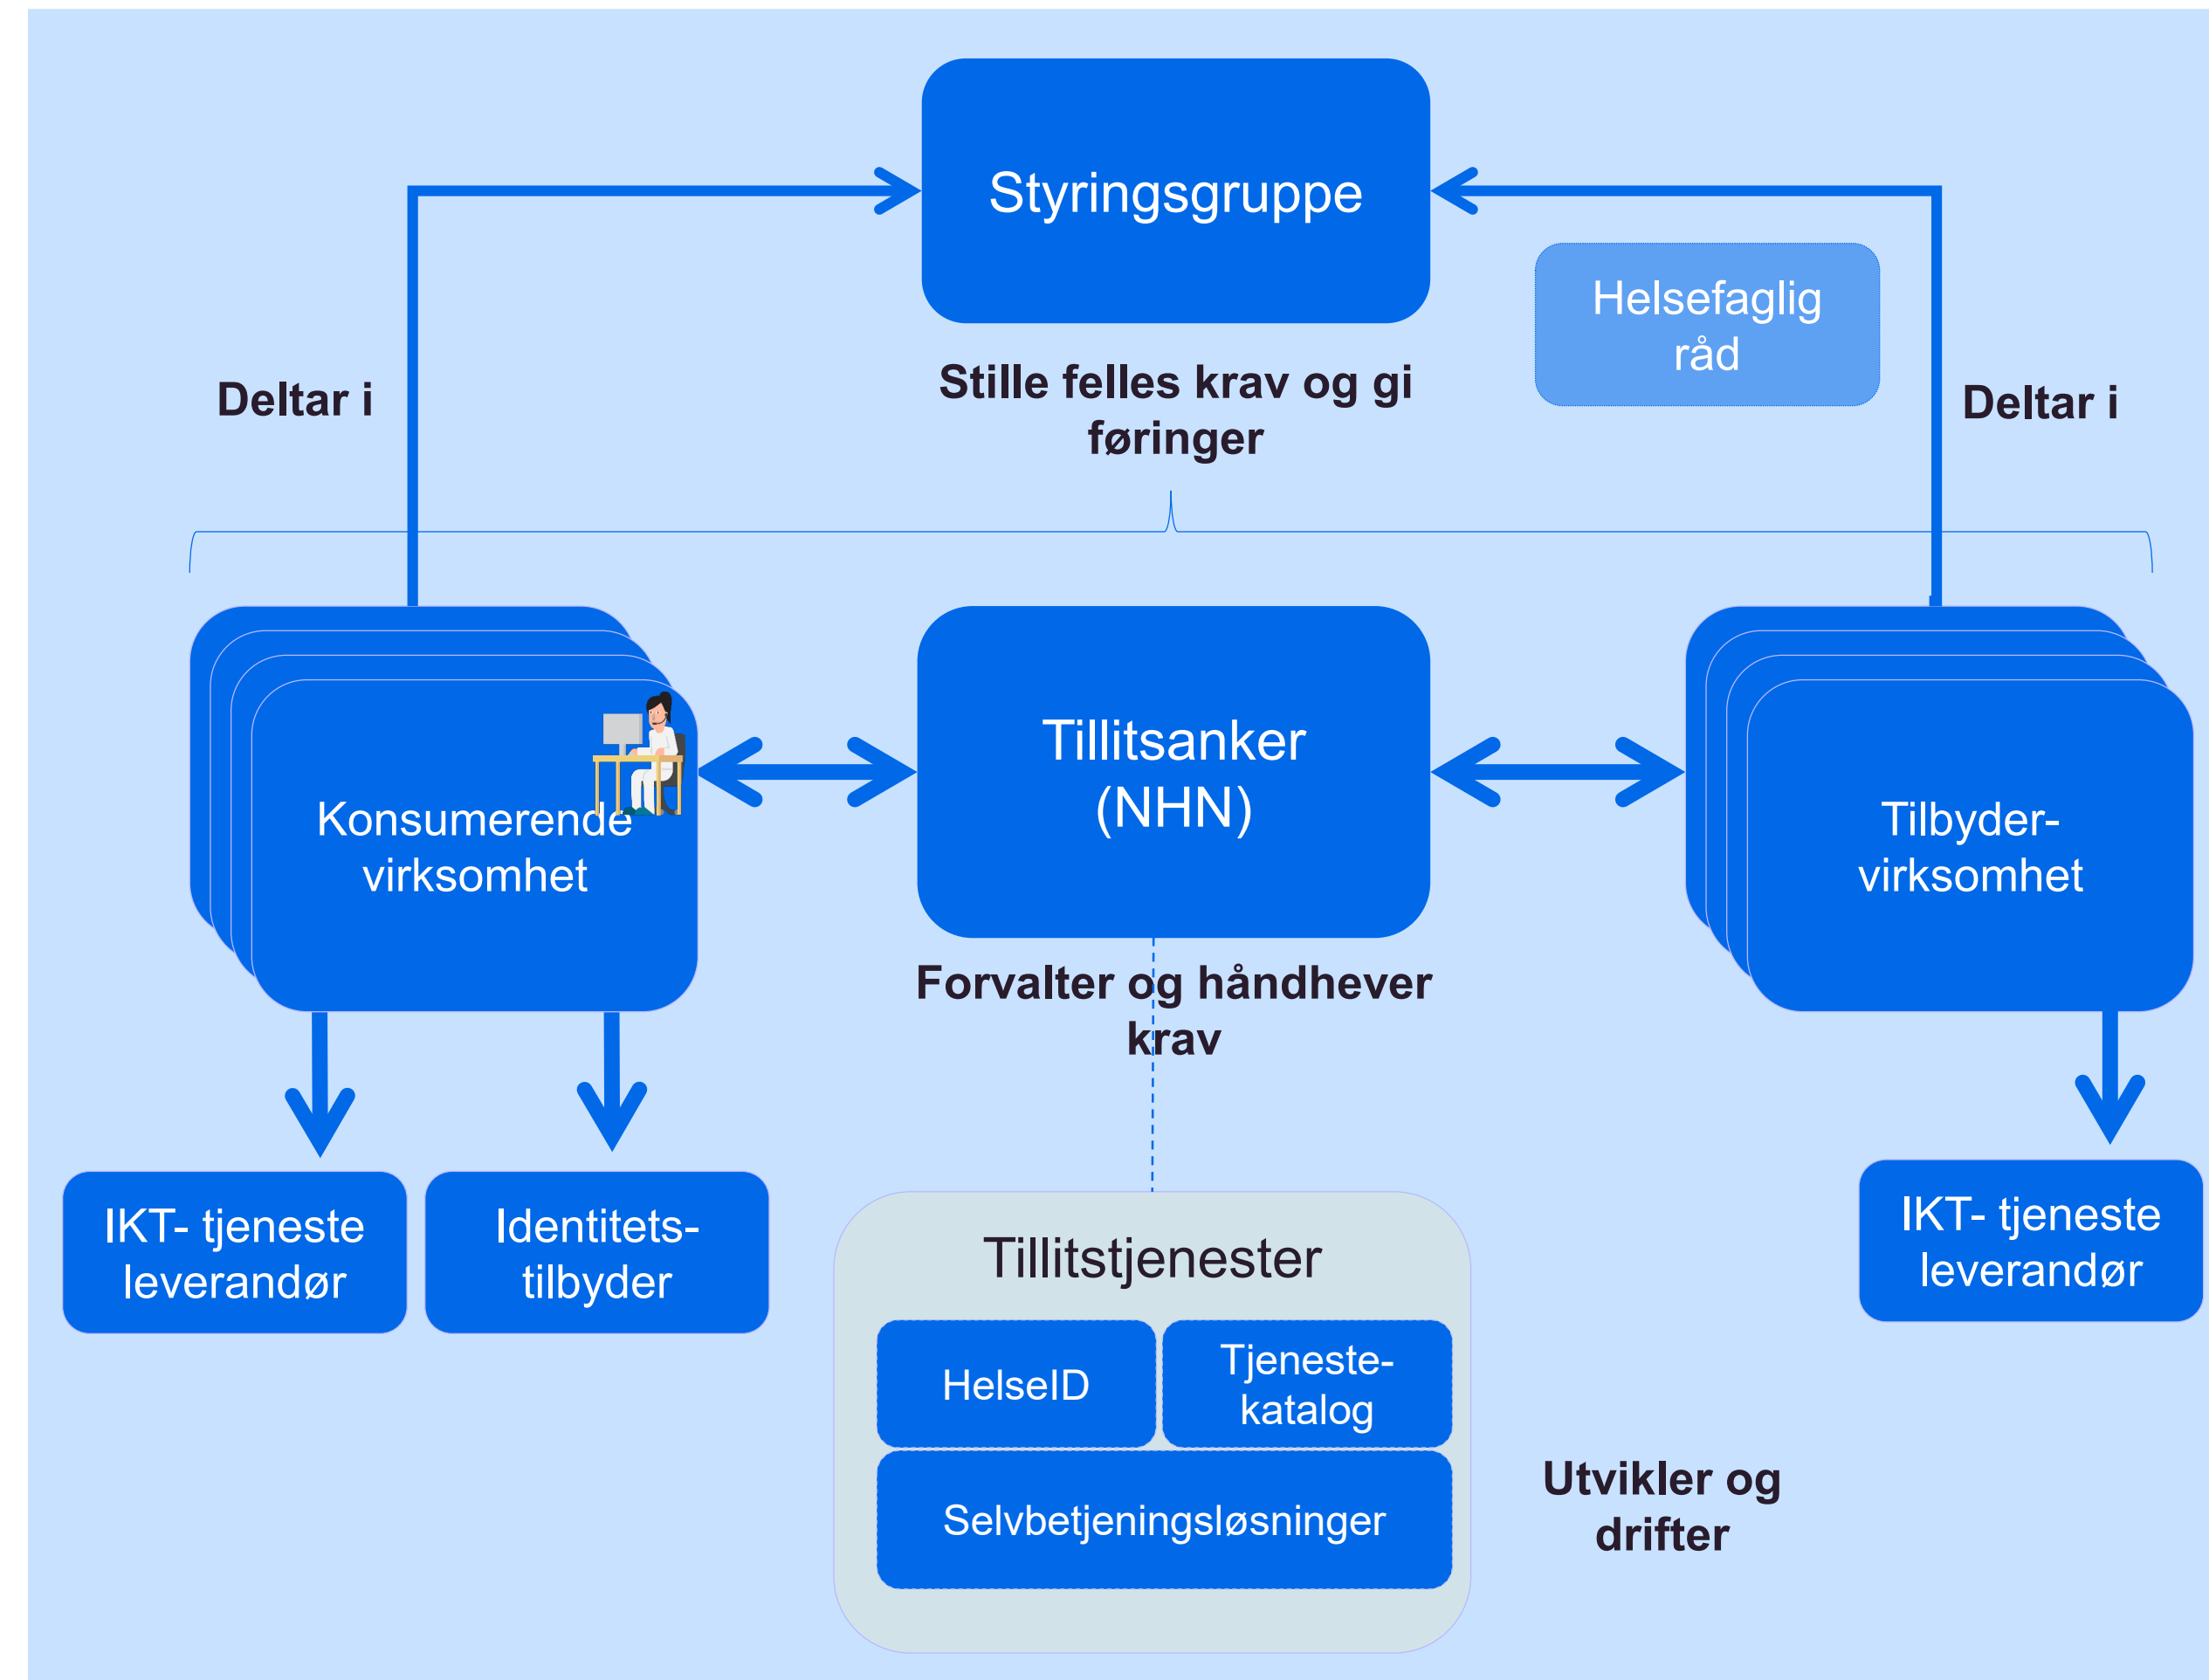 Styringsgruppe
Helsefaglig
råd
Deltar i
Stille felles krav og gi
føringer
Deltar i
Konsumerende
virksomhet
Tillitsanker
(NHN)
Tilbyder-
virksomhet
Forvalter og håndhever
krav
IKT- tjeneste
leverandør
Identitets-
tilbyder
IKT- tjeneste
leverandør
Tillitstjenester
HelseID
Tjeneste-
katalog
Selvbetjeningsløsninger
Utvikler og
drifter